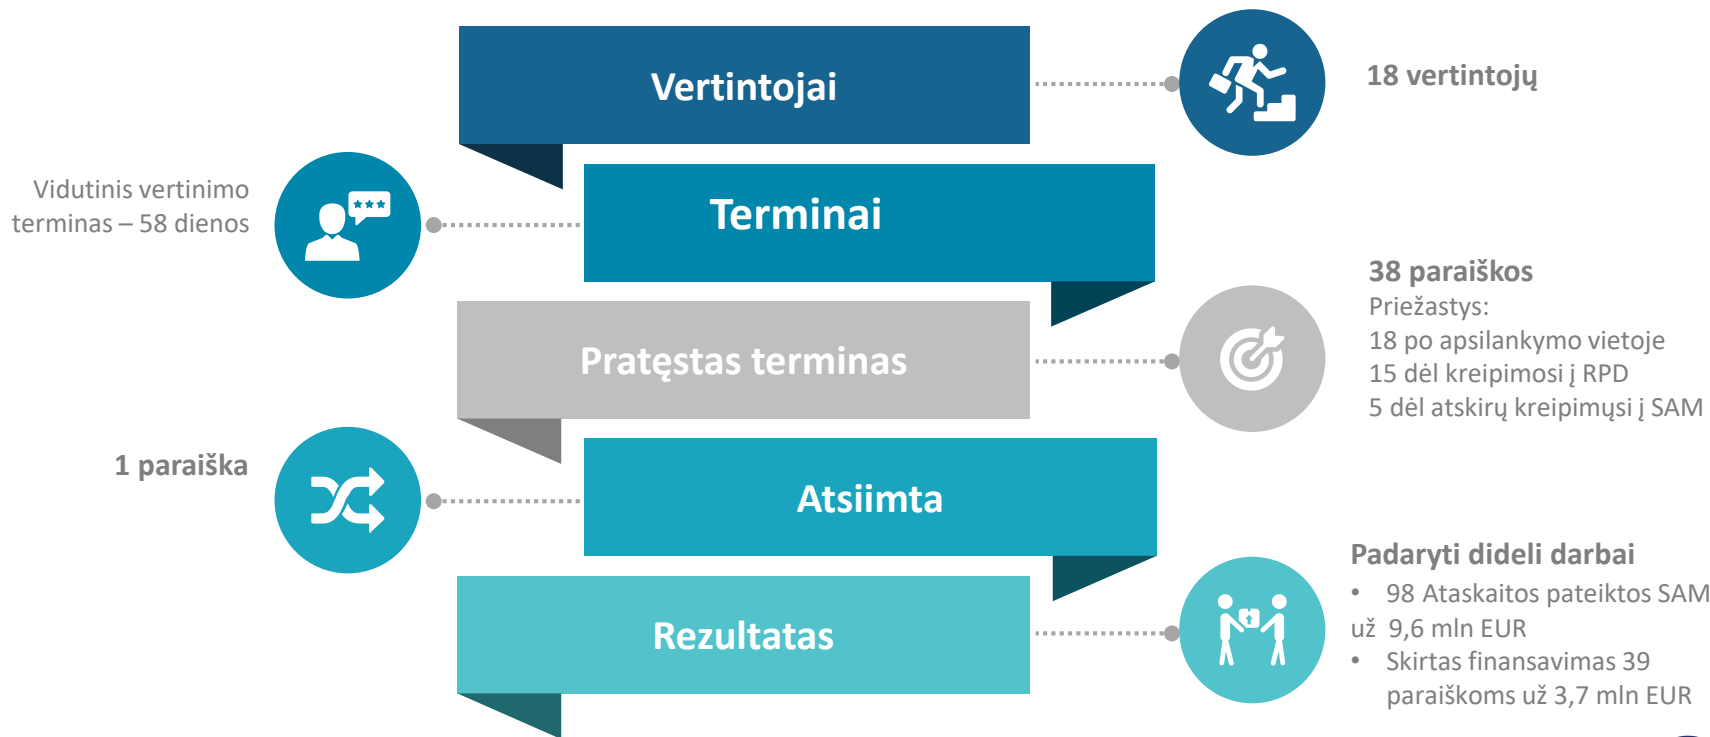 Vertintojai
18 vertintojų
Vidutinis vertinimo
terminas – 58 dienos
Terminai
Pratęstas terminas
38 paraiškos
Priežastys:
18 po apsilankymo vietoje
15 dėl kreipimosi į RPD
5 dėl atskirų kreipimųsi į SAM
1 paraiška
Atsiimta
Rezultatas
Padaryti dideli darbai
• 98 Ataskaitos pateiktos SAM
už 9,6 mln EUR
• Skirtas finansavimas 39
paraiškoms už 3,7 mln EUR